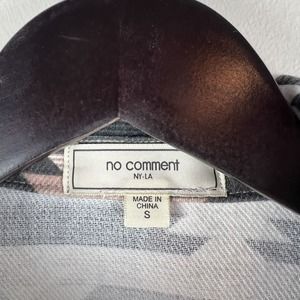 no comment
NY-LA
MADE IN
CHINA
S